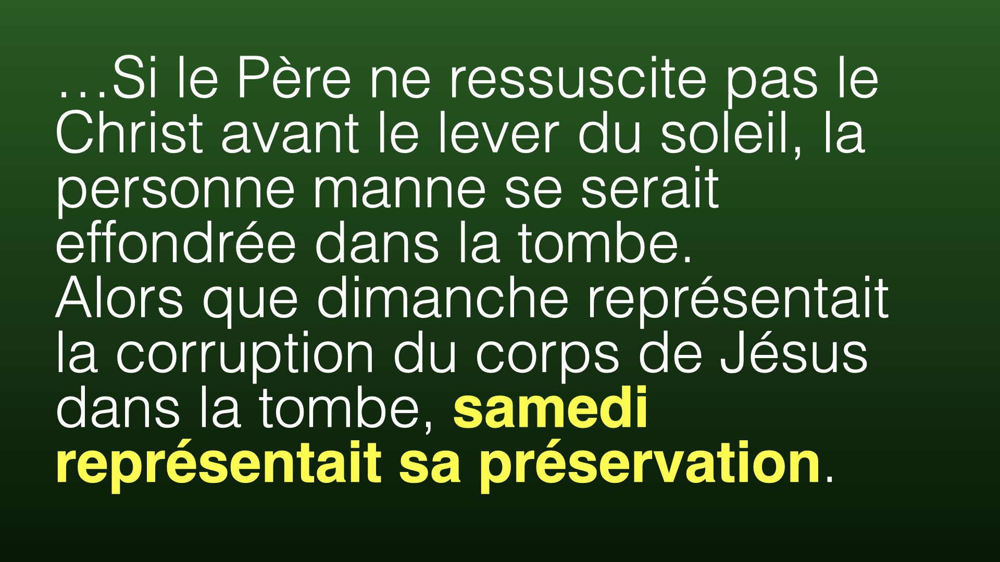 …Si le Père ne ressuscite pas le
Christ avant le lever du soleil, la
personne manne se serait
effondrée dans la tombe.
Alors que dimanche représentait
la corruption du corps de Jésus
dans la tombe, samedi
représentait sa préservation.